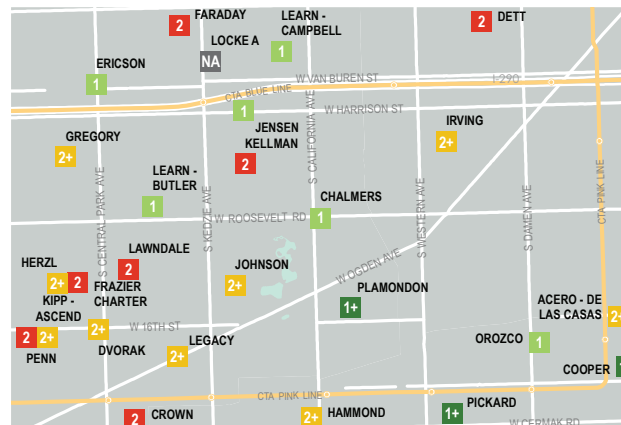 FARADAY
2
LEARN -
CAMPBELL
1
DETT
2
LOCKE A
NA
ERICSON
1
W VAN BUREN ST
I-290
CTA BLUE LINE
1
W HARRISON ST
S CALIFORNIA AVE
JENSEN
KELLMAN
2
IRVING
2+
GREGORY
2+
S CENTRAL PARK AVE
S KEDZIE AVE
S WESTERN AVE
S DAMEN AVE
CTA PINK LINE
LEARN -
BUTLER
1
CHALMERS
1
W ROOSEVELT RD
LAWNDALE
2
HERZL
2+
2
FRAZIER
CHARTER
JOHNSON
2+
W OGDEN AVE
PLAMONDON
1+
KIPP -
ASCEND
2
2+
PENN
2+
DVORAK
W 16TH ST
LEGACY
2+
ACERO - DE
LAS CASAS
2+
OROZCO
1
COOPER
1
CTA PINK LINE
2
CROWN
2+
HAMMOND
1+
PICKARD
W CERMAK RD